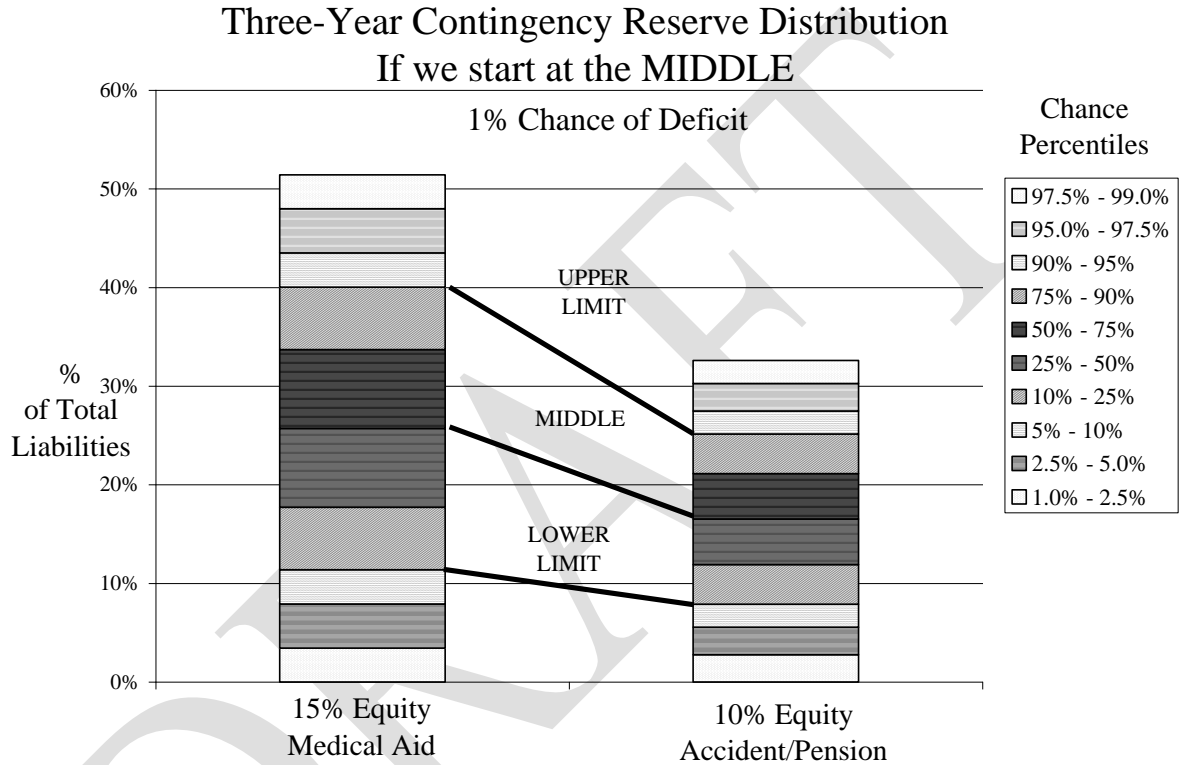 Three-Year Contingency Reserve Distribution
If we start at the MIDDLE
1% Chance of Deficit
%
of Total
Liabilities
60%
50%
40%
30%
20%
10%
0%
UPPER
LIMIT
MIDDLE
LOWER
LIMIT
15% Equity
Medical Aid
10% Equity
Accident/Pension
Chance
Percentiles
97.5% - 99.0%
95.0% - 97.5%
90% - 95%
75% - 90%
50% - 75%
25% - 50%
10% - 25%
5% - 10%
2.5% - 5.0%
1.0% - 2.5%
DRAFT